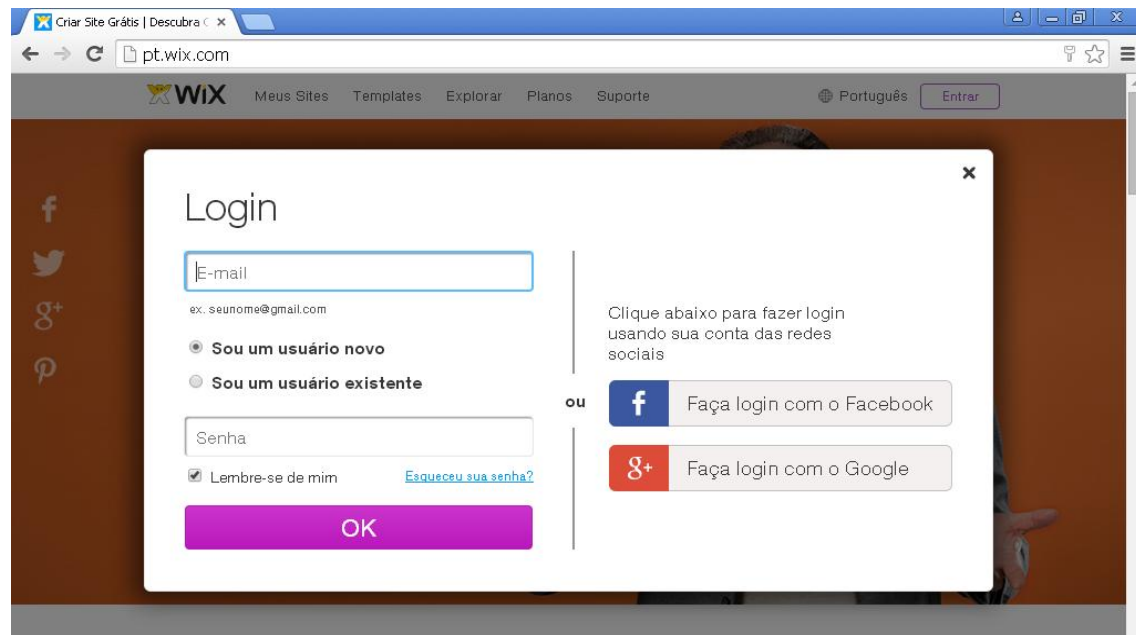 Criar Site Grátis | Descubra
pt.wix.com
WiX Meus Sites Templates Explorar Planos Suporte Português Entrar
Login
E-mail
ex. seunome@gmail.com
Sou um usuário novo
Sou um usuário existente
Senha
Lembre-se de mim Esqueceu sua senha?
OK
ou
Clique abaixo para fazer login
usando sua conta das redes
sociais
f Faça login com o Facebook
g+ Faça login com o Google